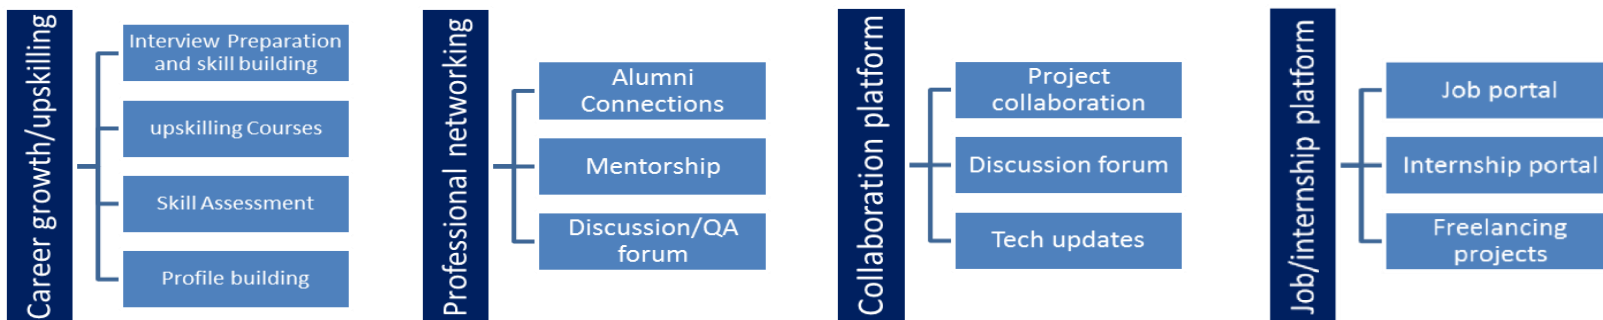 Career growth/upskilling
Interview Preparation
and skill building
upskilling Courses
Skill Assessment
Profile building
Professional networking
Alumni
Connections
Mentorship
Discussion/QA
forum
Collaboration platform
Project
collaboration
Discussion forum
Tech updates
Job/internship platform
Job portal
Internship portal
Freelancing
projects